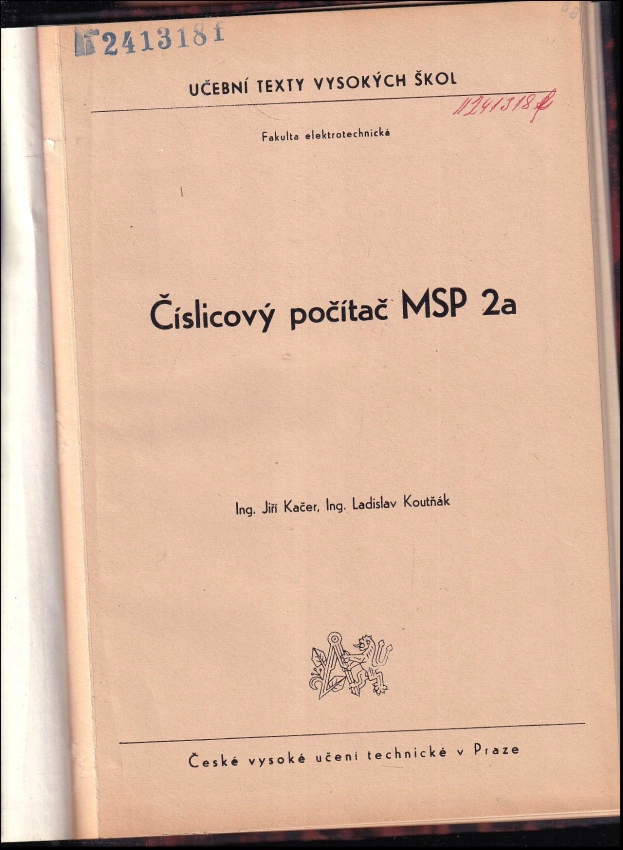 241318f
UČEBNÍ TEXTY VYSOKÝCH ŠKOL
Fakulta elektrotechnická
Číslicový počítač MSP 2a
Ing. Jiří Kačer, Ing. Ladislav Koutňák
České vysoké učení technické v Praze